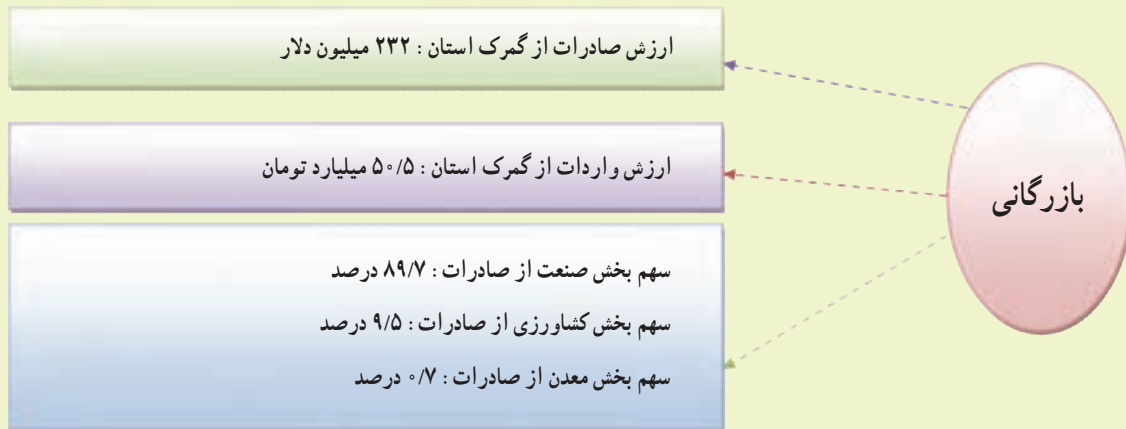 بازرگانی
ارزش صادرات از گمرک استان : ۲۳۲ میلیون دلار
ارزش واردات از گمرک استان : ۵۰/۵ میلیارد تومان
سهم بخش صنعت از صادرات : ۸۹/۷ درصد
سهم بخش کشاورزی از صادرات : ۹/۵ درصد
سهم بخش معدن از صادرات : ۰/۷ درصد